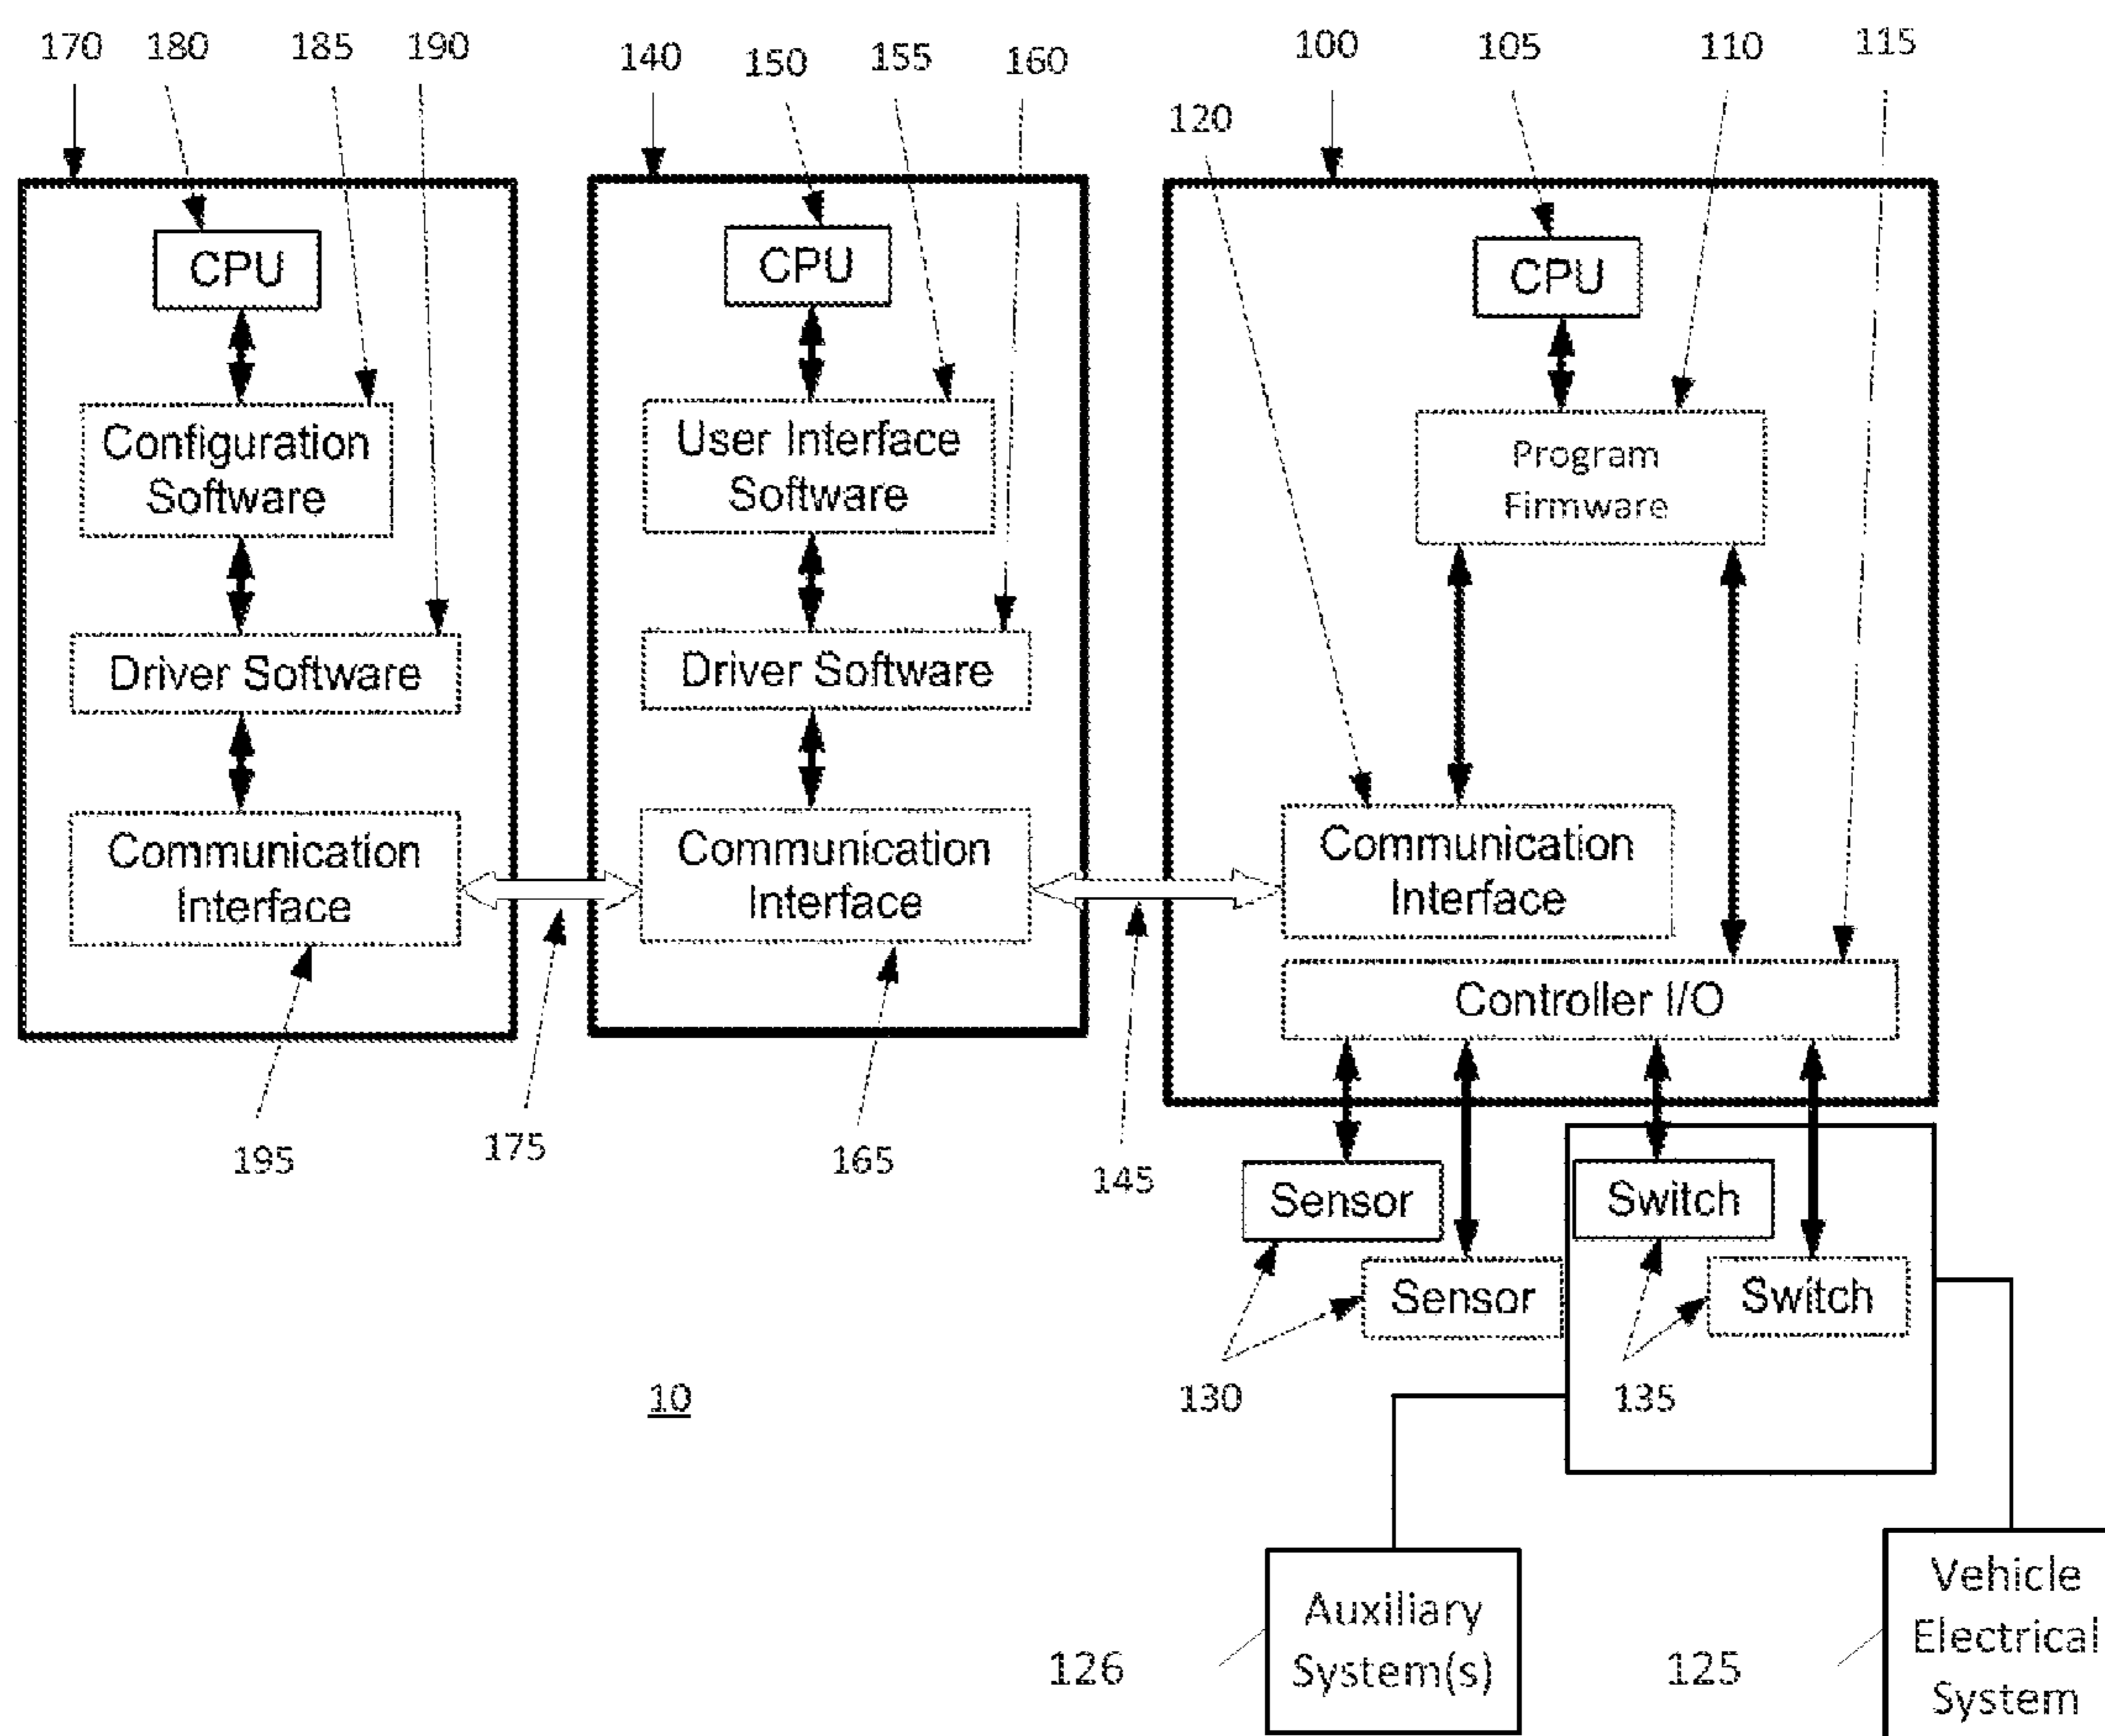 170 180 185 190 140 150 155 160 100 105 110 115
120
CPU
CPU
CPU
Configuration
Software
User Interface
Software
Program
Firmware
Driver Software
Driver Software
Communication
Interface
Communication
Interface
Communication
Interface
Controller I/O
195
175
165
145
Sensor
Switch
Sensor
Switch
10
130
135
Auxiliary
System(s)
126
Vehicle
Electrical
System
125